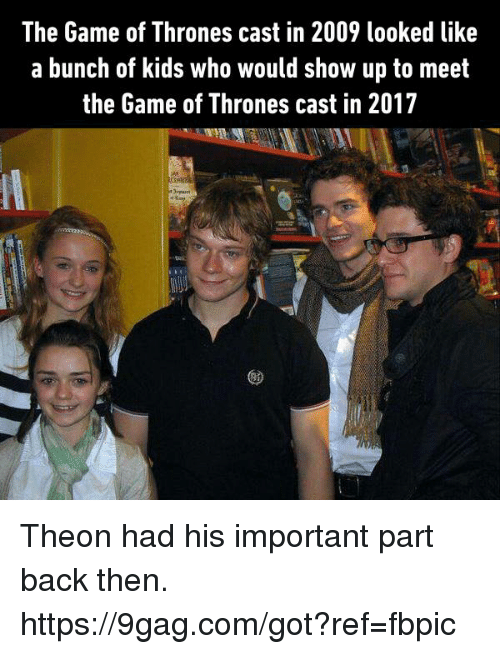 The Game of Thrones cast in 2009 looked like
a bunch of kids who would show up to meet
the Game of Thrones cast in 2017
Theon had his important part
back then.
https://9gag.com/got?ref=fbpic